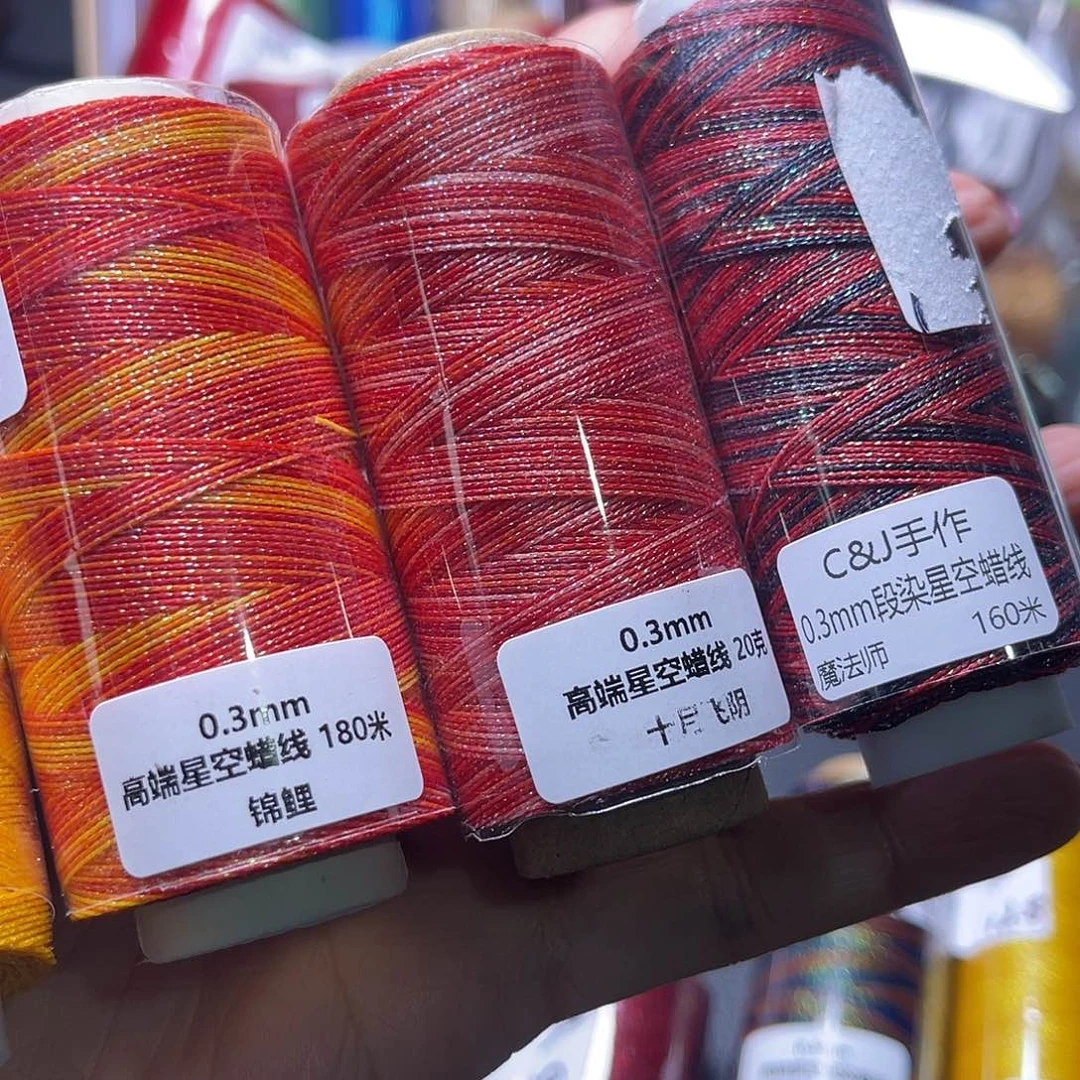 0.3mm
高端星空蜡线 180米
锦鲤
0.3mm
高端星空蜡线 20克
C&J手作
0.3mm段染星空蜡线
160米
魔法师